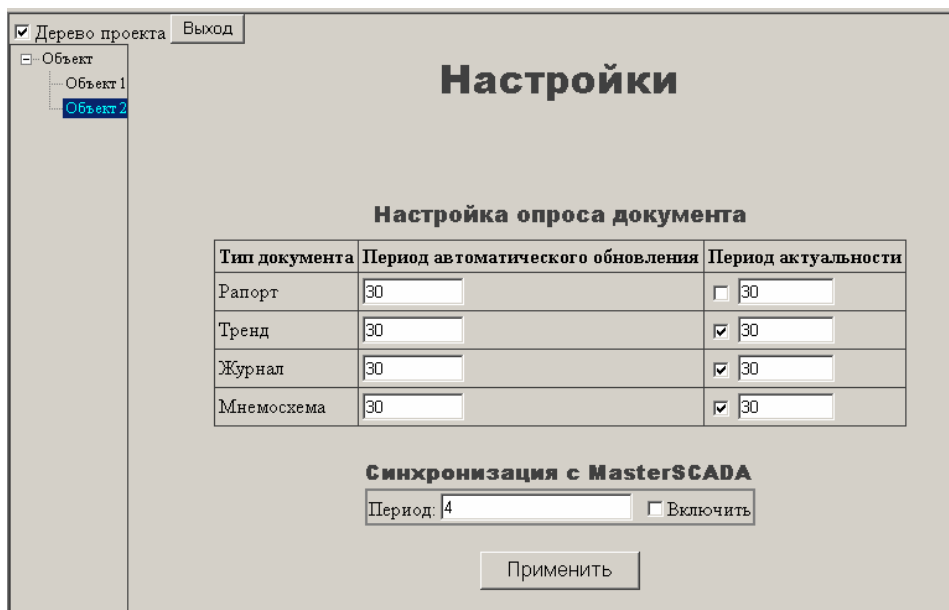 Дерево проекта Выход
Объект
Объект 1
Объект 2
Настройки
Настройка опроса документа
Тип документа Период автоматического обновления Период актуальности
Рапорт 30 30
Тренд 30 30
Журнал 30 30
Мнемосхема 30 30
Синхронизация с MasterSCADA
Период: 4 Включить
Применить